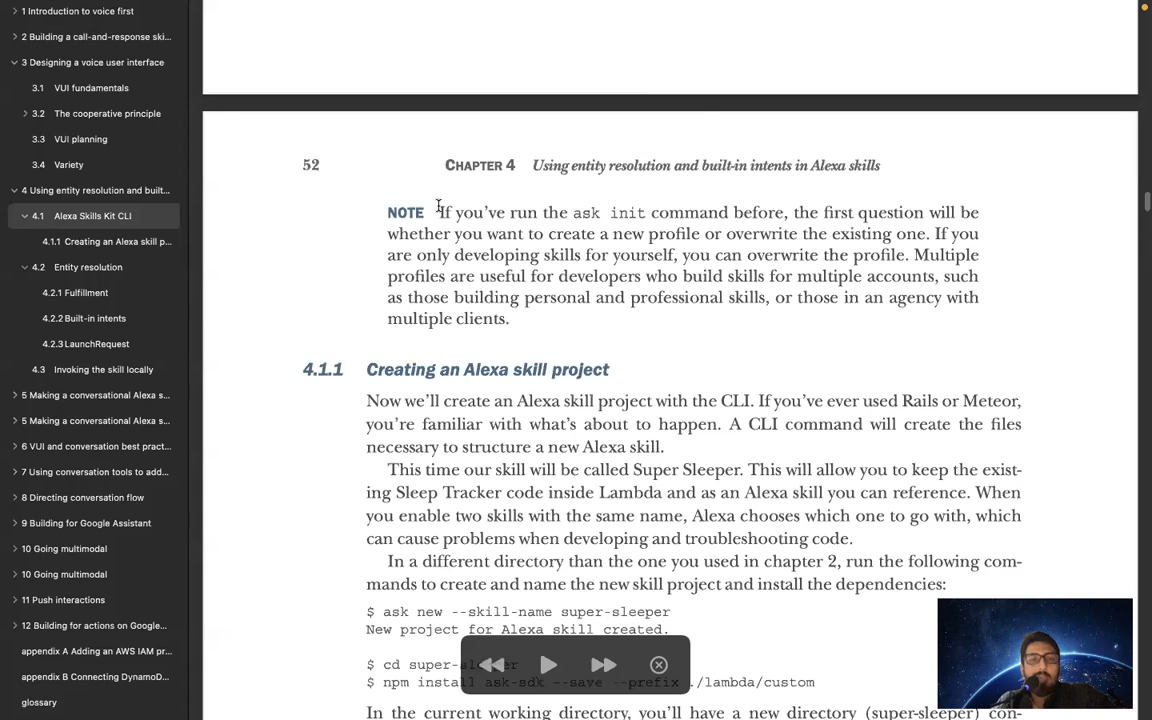 1 Introduction to voice first
2 Building a call-and-response ski...
3 Designing a voice user interface
3.1 VUI fundamentals
3.2 The cooperative principle
3.3 VUI planning
3.4 Variety
4 Using entity resolution and built...
4.1 Alexa Skills Kit CLI
4.1.1 Creating an Alexa skill p...
4.2 Entity resolution
4.2.1 Fulfillment
4.2.2 Built-in intents
4.2.3 LaunchRequest
4.3 Invoking the skill locally
5 Making a conversational Alexa s...
5 Making a conversational Alexa s...
6 VUI and conversation best pract...
7 Using conversation tools to add...
8 Directing conversation flow
9 Building for Google Assistant
10 Going multimodal
10 Going multimodal
11 Push interactions
12 Building for actions on Google...
appendix A Adding an AWS IAM pr...
appendix B Connecting DynamoD...
glossary
52 CHAPTER 4 Using entity resolution and built-in intents in Alexa skills
NOTE If you've run the ask init command before, the first question will be
whether you want to create a new profile or overwrite the existing one. If you
are only developing skills for yourself, you can overwrite the profile. Multiple
profiles are useful for developers who build skills for multiple accounts, such
as those building personal and professional skills, or those in an agency with
multiple clients.
4.1.1 Creating an Alexa skill project
Now we'll create an Alexa skill project with the CLI. If you've ever used Rails or Meteor,
you're familiar with what's about to happen. A CLI command will create the files
necessary to structure a new Alexa skill.
This time our skill will be called Super Sleeper. This will allow you to keep the exist-
ing Sleep Tracker code inside Lambda and as an Alexa skill you can reference. When
you enable two skills with the same name, Alexa chooses which one to go with, which
can cause problems when developing and troubleshooting code.
In a different directory than the one you used in chapter 2, run the following com-
mands to create and name the new skill project and install the dependencies:
$ ask new --skill-name super-sleeper
New project for Alexa skill created.
$ cd super-sleeper
$ npm install ask-sdk --save --prefix ./lambda/custom
In the current working directory, you'll have a new directory (super-sleeper) con-